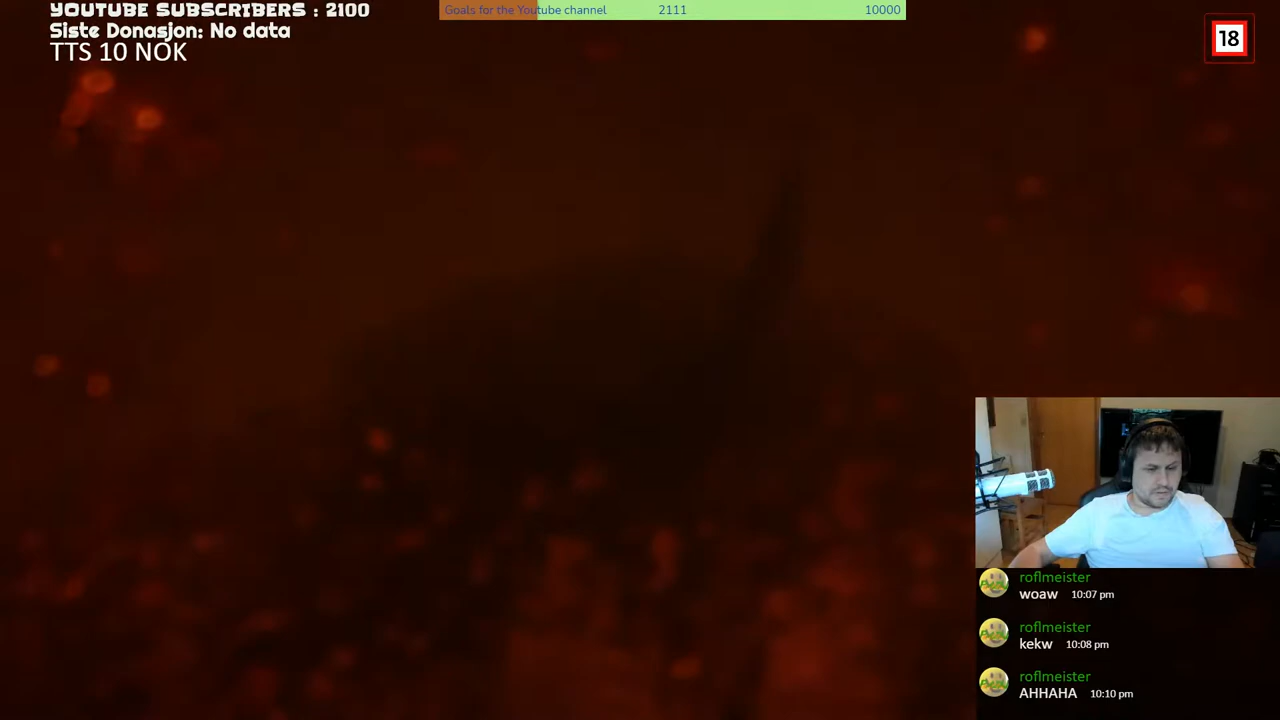 YOUTUBE SUBSCRIBERS : 2100
Siste Donasjon: No data
TTS 10 NOK
Goals for the Youtube channel 2111 10000
18
roflmeister
woaw 10:07 pm
roflmeister
kekw 10:08 pm
roflmeister
AHHAHA 10:10 pm